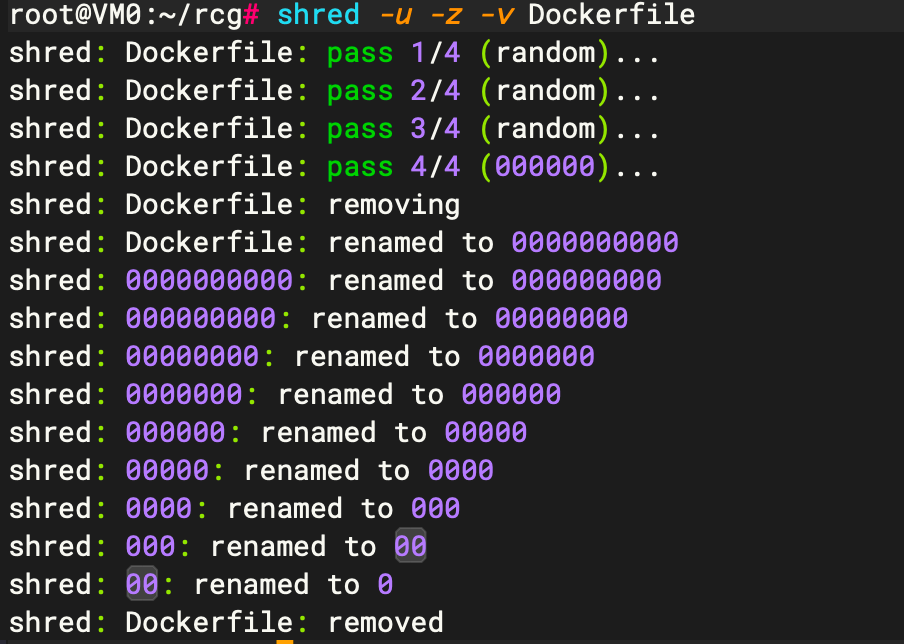 root@VM0:~/rcg# shred -u -z -v Dockerfile
shred: Dockerfile: pass 1/4 (random)...
shred: Dockerfile: pass 2/4 (random)...
shred: Dockerfile: pass 3/4 (random)...
shred: Dockerfile: pass 4/4 (000000)...
shred: Dockerfile: removing
shred: Dockerfile: renamed to 0000000000
shred: 0000000000: renamed to 000000000
shred: 000000000: renamed to 00000000
shred: 00000000: renamed to 0000000
shred: 0000000: renamed to 000000
shred: 000000: renamed to 00000
shred: 00000: renamed to 0000
shred: 0000: renamed to 000
shred: 000: renamed to 00
shred: 00: renamed to 0
shred: Dockerfile: removed